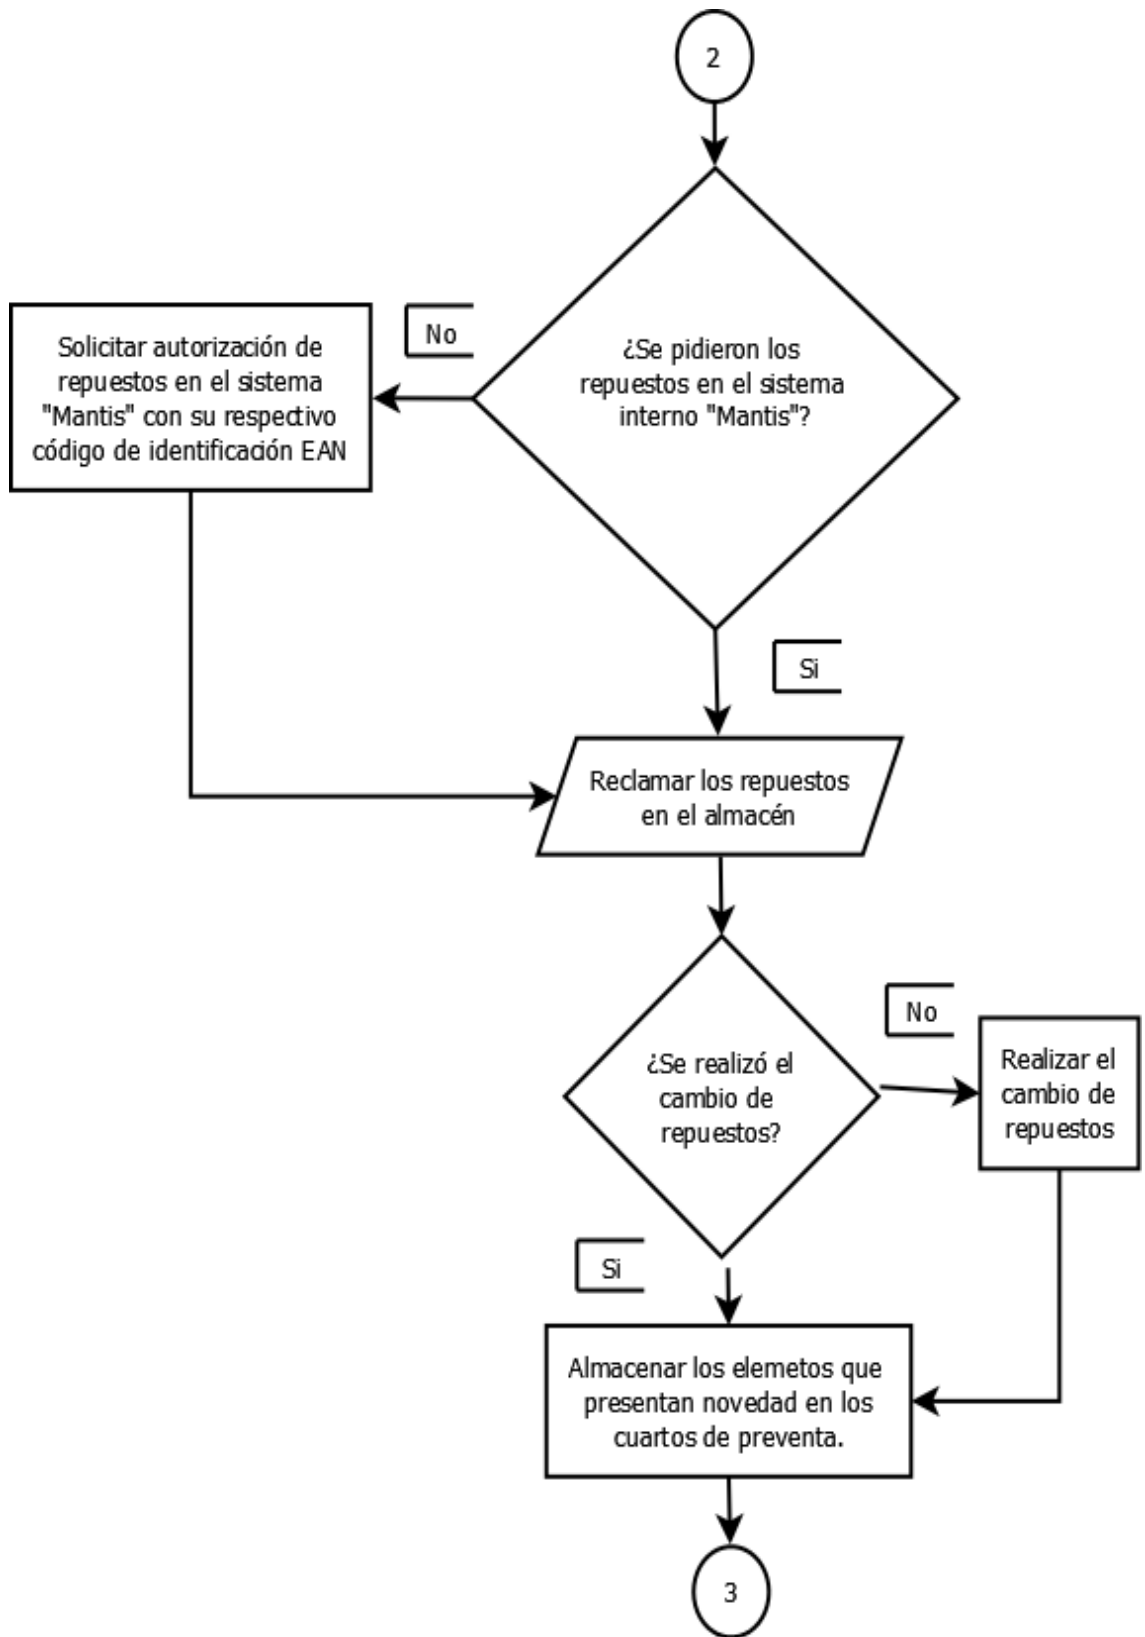 2
¿Se pidieron los
repuestos en el sistema
interno "Mantis"?
No
Solicitar autorización de
repuestos en el sistema
"Mantis" con su respectivo
código de identificación EAN
Si
Reclamar los repuestos
en el almacén
¿Se realizó el
cambio de
repuestos?
No
Realizar el
cambio de
repuestos
Si
Almacenar los elemetos que
presentan novedad en los
cuartos de preventa.
3